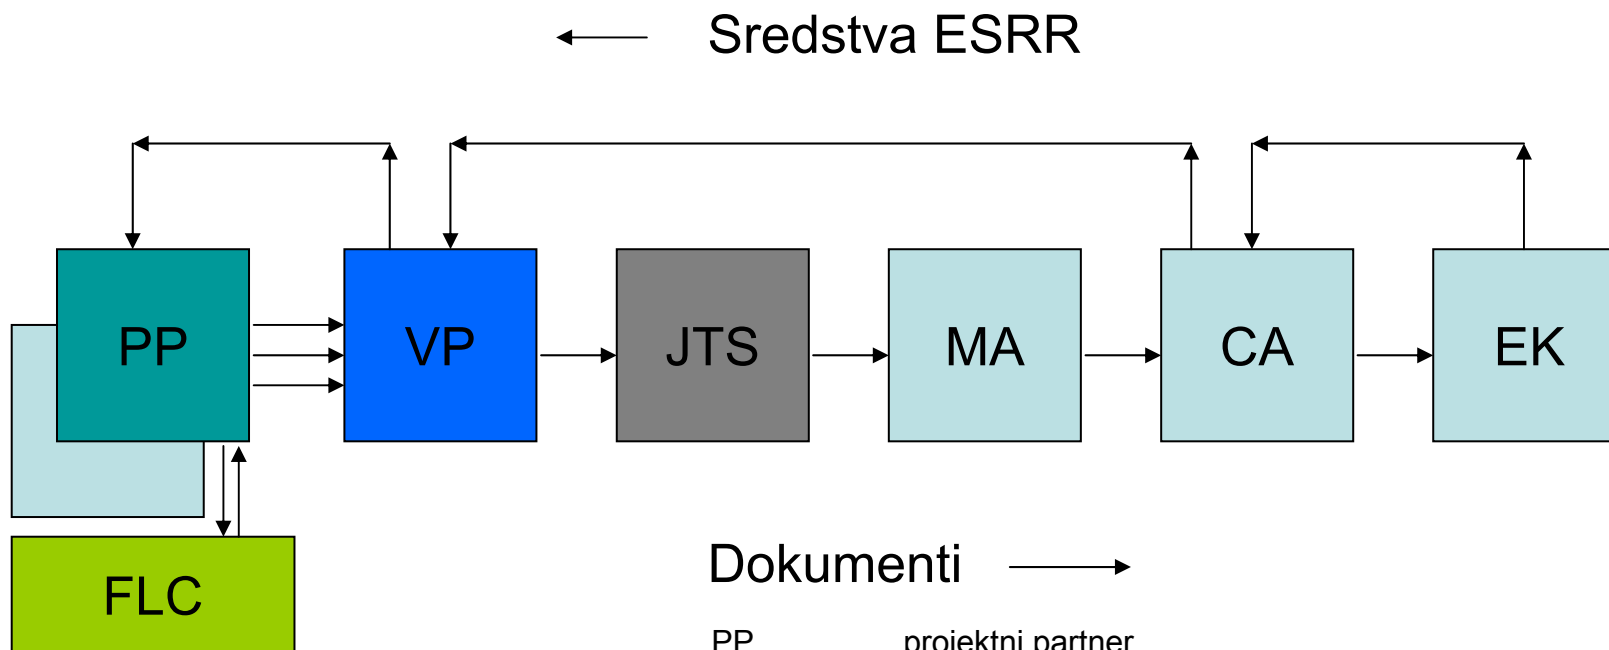 Sredstva ESRR
PP VP JTS MA CA EK
Dokumenti
FLC
PP projektni partner